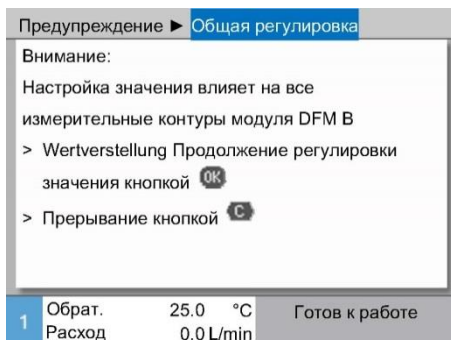 Предупреждение ► Общая регулировка
Внимание:
Настройка значения влияет на все
измерительные контуры модуля DFM B
> Wertverstellung Продолжение регулировки
значения кнопкой OK
> Прерывание кнопкой C
1 Обрат. 25.0 °C Готов к работе
Расход 0.0 L/min